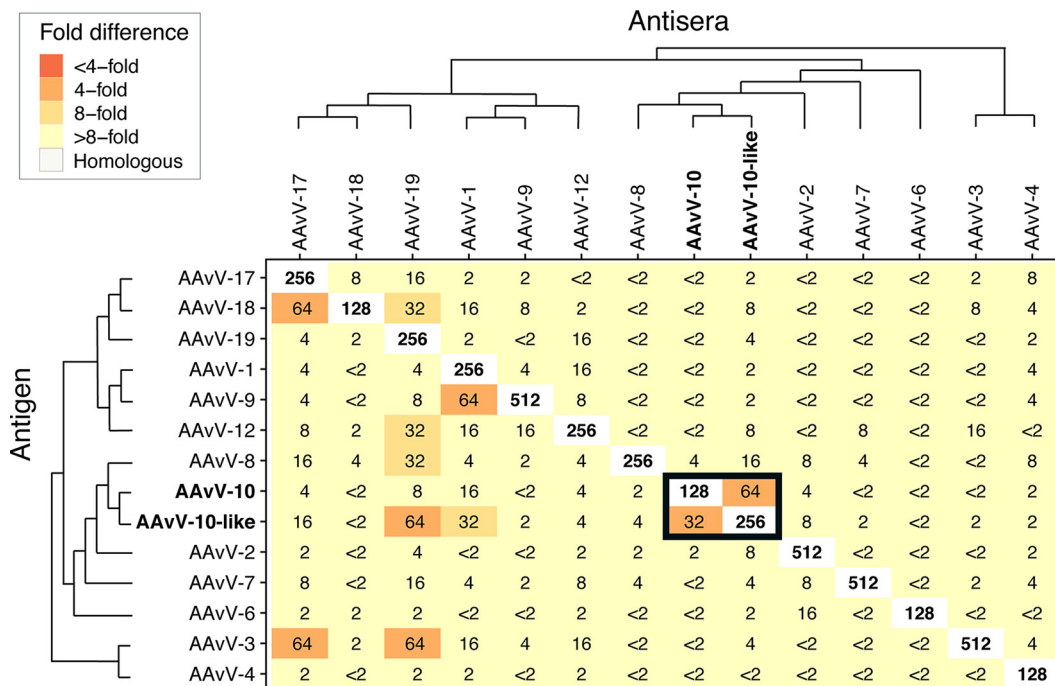 Fold difference
<4-fold
4-fold
8-fold
>8-fold
Homologous
Antisera
AAvV-17 AAvV-18 AAvV-19 AAvV-1 AAvV-9 AAvV-12 AAvV-8 AAvV-10 AAvV-10-like AAvV-2 AAvV-7 AAvV-6 AAvV-3 AAvV-4
Antigen
AAvV-17 256 8 16 2 2 <2 <2 <2 2 <2 <2 <2 2 8
AAvV-18 64 128 32 16 8 2 <2 <2 8 <2 <2 <2 8 4
AAvV-19 4 2 256 2 <2 16 <2 <2 4 <2 <2 <2 <2 2
AAvV-1 4 <2 4 256 4 16 <2 <2 2 <2 <2 <2 <2 4
AAvV-9 4 <2 8 64 512 8 <2 <2 2 <2 <2 <2 <2 4
AAvV-12 8 2 32 16 16 256 <2 <2 8 <2 8 <2 16 <2
AAvV-8 16 4 32 4 2 4 256 4 16 8 4 <2 <2 8
AAvV-10 4 <2 8 16 <2 4 2 128 64 4 <2 <2 <2 2
AAvV-10-like 16 <2 64 32 2 4 4 32 256 8 2 <2 <2 2
AAvV-2 2 <2 4 <2 2 2 2 2 8 512 <2 <2 <2 2
AAvV-7 8 <2 16 4 2 8 4 <2 4 8 512 <2 2 4
AAvV-6 2 2 2 <2 <2 2 <2 <2 2 16 <2 128 <2 <2
AAvV-3 64 2 64 16 4 16 <2 <2 4 <2 <2 <2 512 4
AAvV-4 2 <2 2 2 2 <2 <2 <2 <2 <2 <2 <2 <2 128